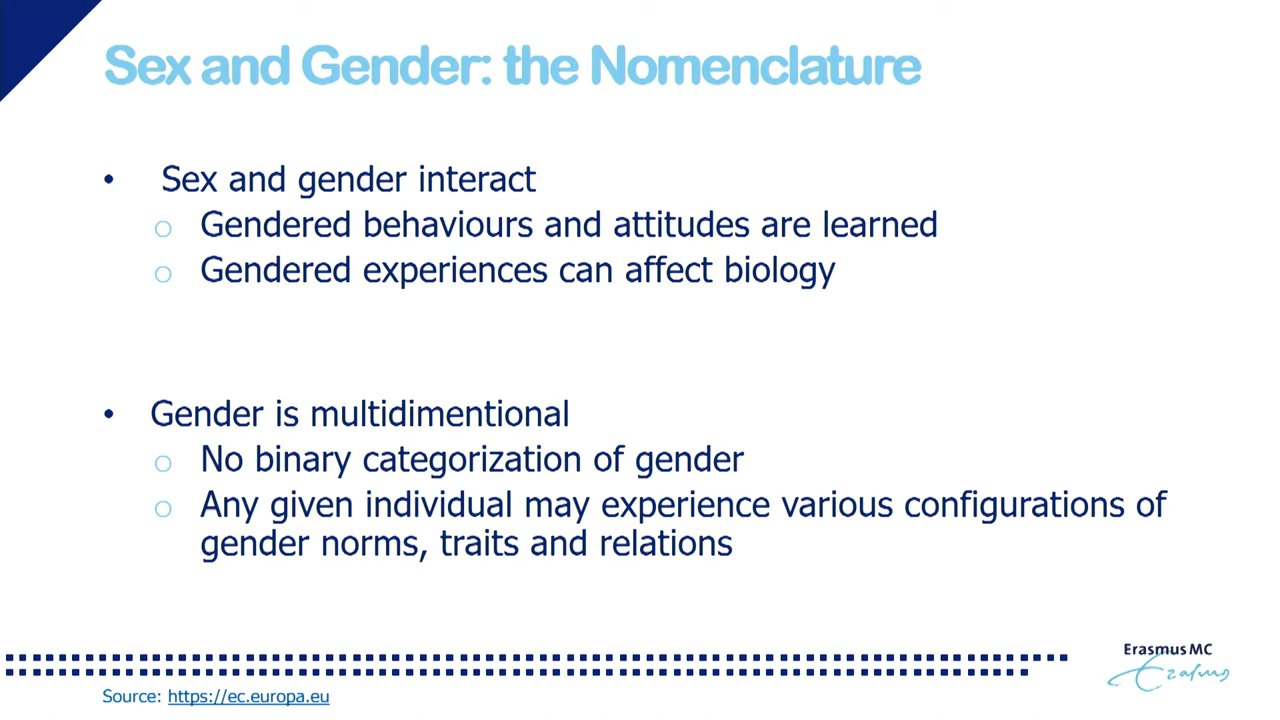 Sex and Gender: the Nomenclature
• Sex and gender interact
o Gendered behaviours and attitudes are learned
o Gendered experiences can affect biology
• Gender is multidimentional
o No binary categorization of gender
o Any given individual may experience various configurations of
gender norms, traits and relations
Erasmus MC
Erasmus
Source: https://ec.europa.eu